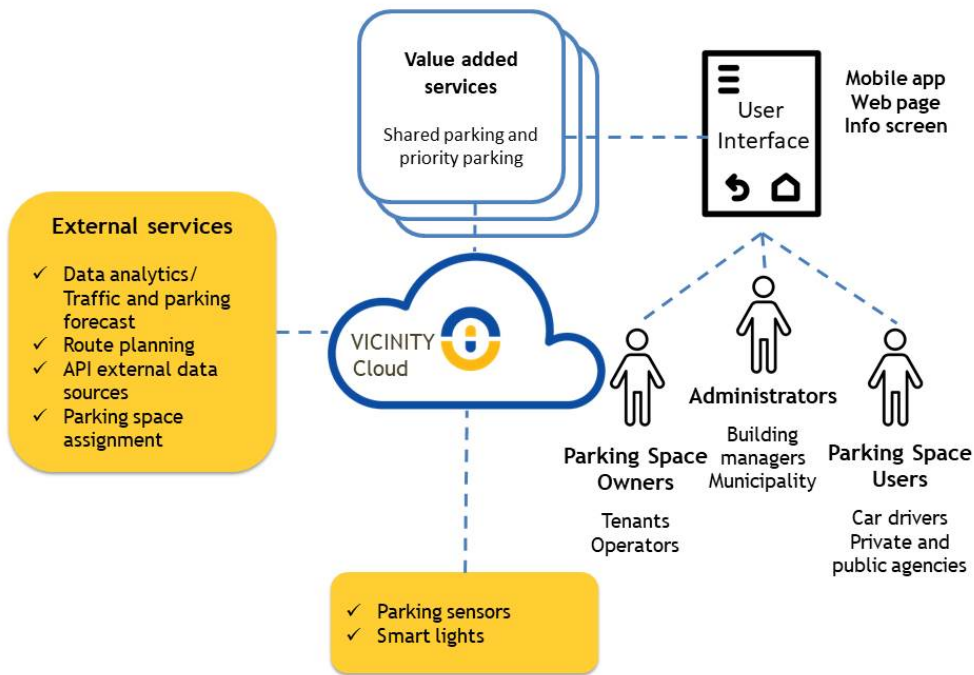 Value added
services
Shared parking and
priority parking
User
Interface
Mobile app
Web page
Info screen
External services
✓ Data analytics/
Traffic and parking
forecast
✓ Route planning
✓ API external data
sources
✓ Parking space
assignment
VICINITY
Cloud
Parking Space
Owners
Tenants
Operators
Administrators
Building
managers
Municipality
Parking Space
Users
Car drivers
Private and
public agencies
✓ Parking sensors
✓ Smart lights